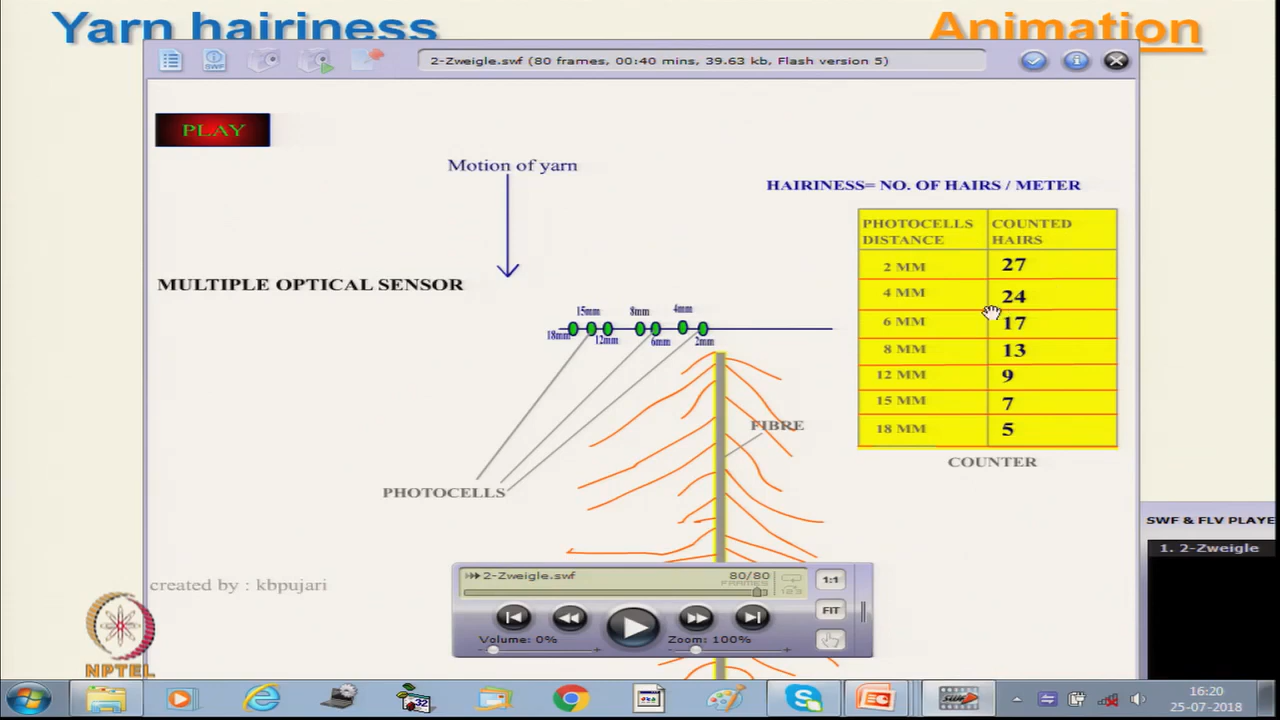 Yarn hairiness
Animation
SWF
2-Zweigle.swf (80 frames, 00:40 mins, 39.63 kb, Flash version 5)
PLAY
Motion of yarn
HAIRINESS= NO. OF HAIRS / METER
PHOTOCELLS DISTANCE COUNTED HAIRS
2 MM 27
4 MM 24
6 MM 17
8 MM 13
12 MM 9
15 MM 7
18 MM 5
COUNTER
MULTIPLE OPTICAL SENSOR
15mm 8mm 4mm
18mm 12mm 6mm 2mm
FIBRE
PHOTOCELLS
SWF & FLV PLAYE
1. 2-Zweigle
created by : kbpujari
NPTEL
2-Zweigle.swf 80/80
FRAMES
1:1
FIT
Volume: 0% Zoom: 100%
32
16:20
25-07-2018